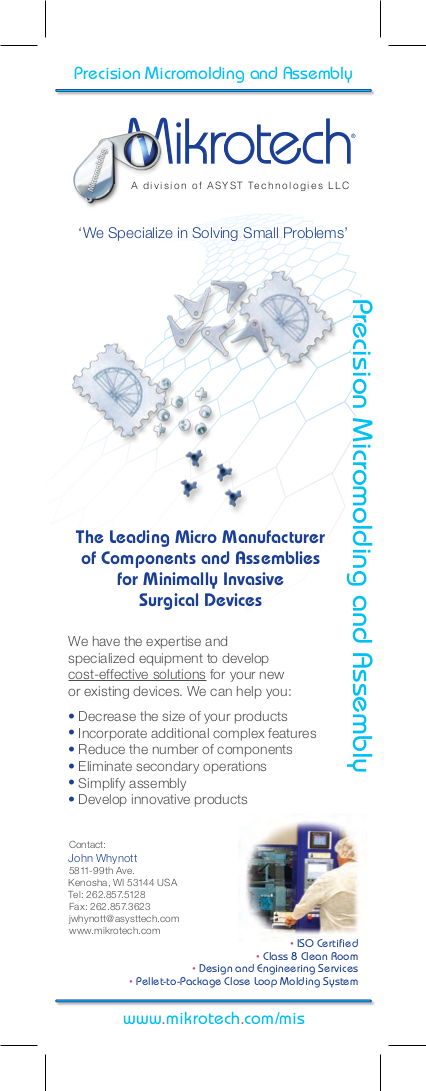 Precision Micromolding and Assembly
Micromolding
Mikrotech®
A division of ASYST Technologies LLC
‘We Specialize in Solving Small Problems’
Precision Micromolding and Assembly
The Leading Micro Manufacturer
of Components and Assemblies
for Minimally Invasive
Surgical Devices
We have the expertise and
specialized equipment to develop
cost-effective solutions for your new
or existing devices. We can help you:
• Decrease the size of your products
• Incorporate additional complex features
• Reduce the number of components
• Eliminate secondary operations
• Simplify assembly
• Develop innovative products
Contact:
John Whynott
5811-99th Ave.
Kenosha, WI 53144 USA
Tel: 262.857.5128
Fax: 262.857.3623
jwhynott@asysttech.com
www.mikrotech.com
• ISO Certified
• Class 8 Clean Room
• Design and Engineering Services
• Pellet-to-Package Close Loop Molding System
www.mikrotech.com/mis